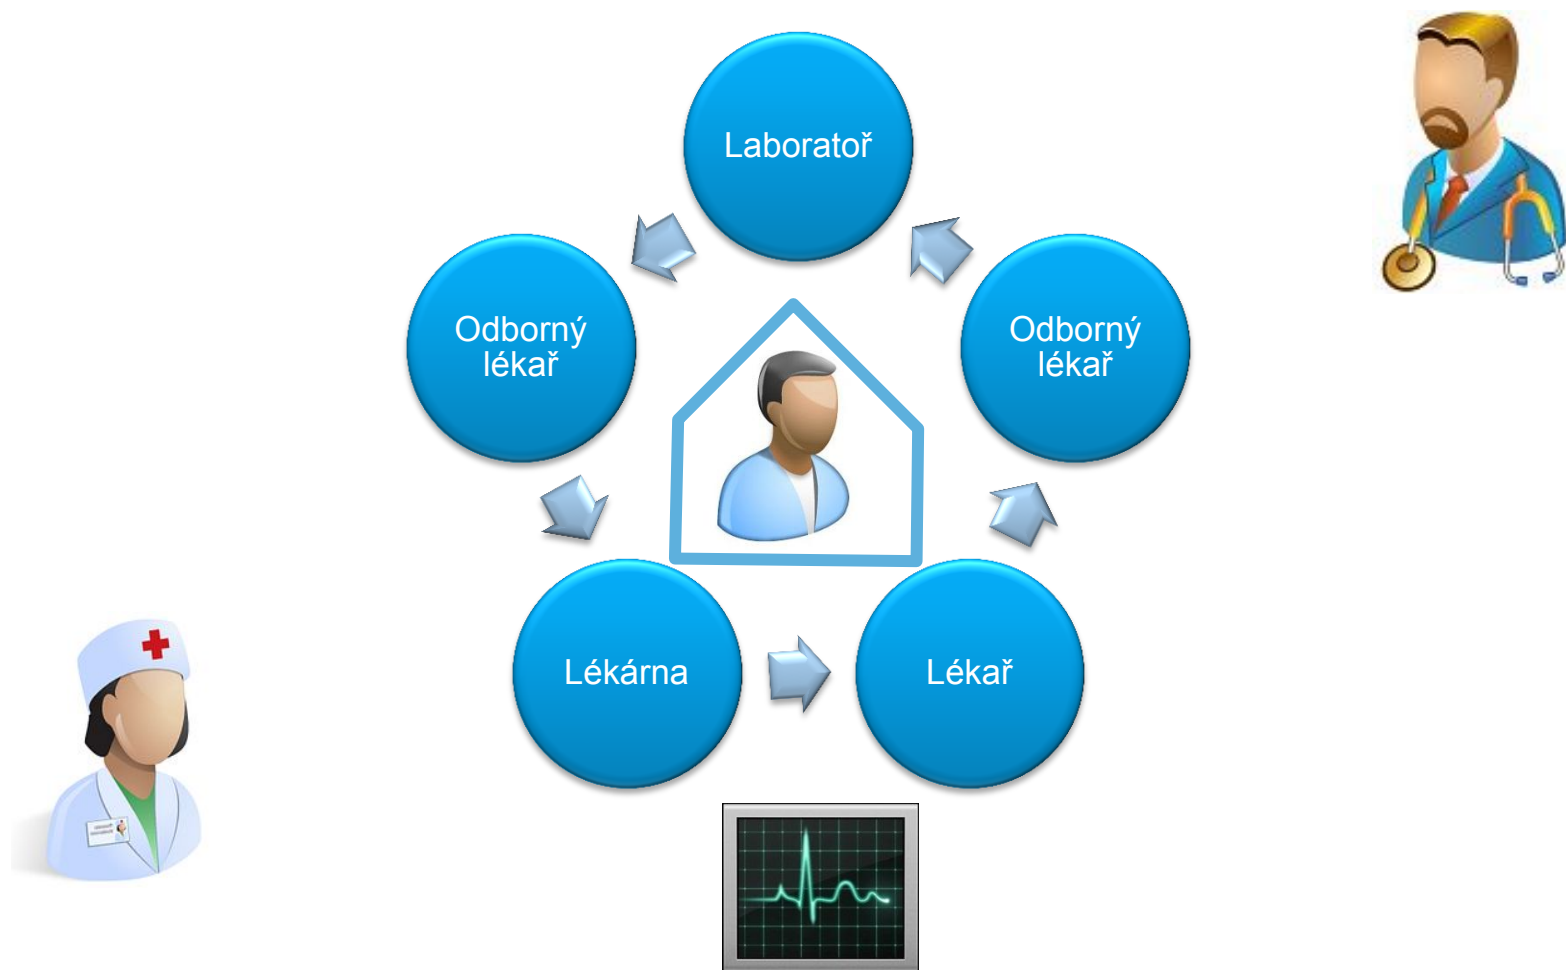 Laboratoř
Odborný
lékař
Odborný
lékař
Lékárna
Lékař